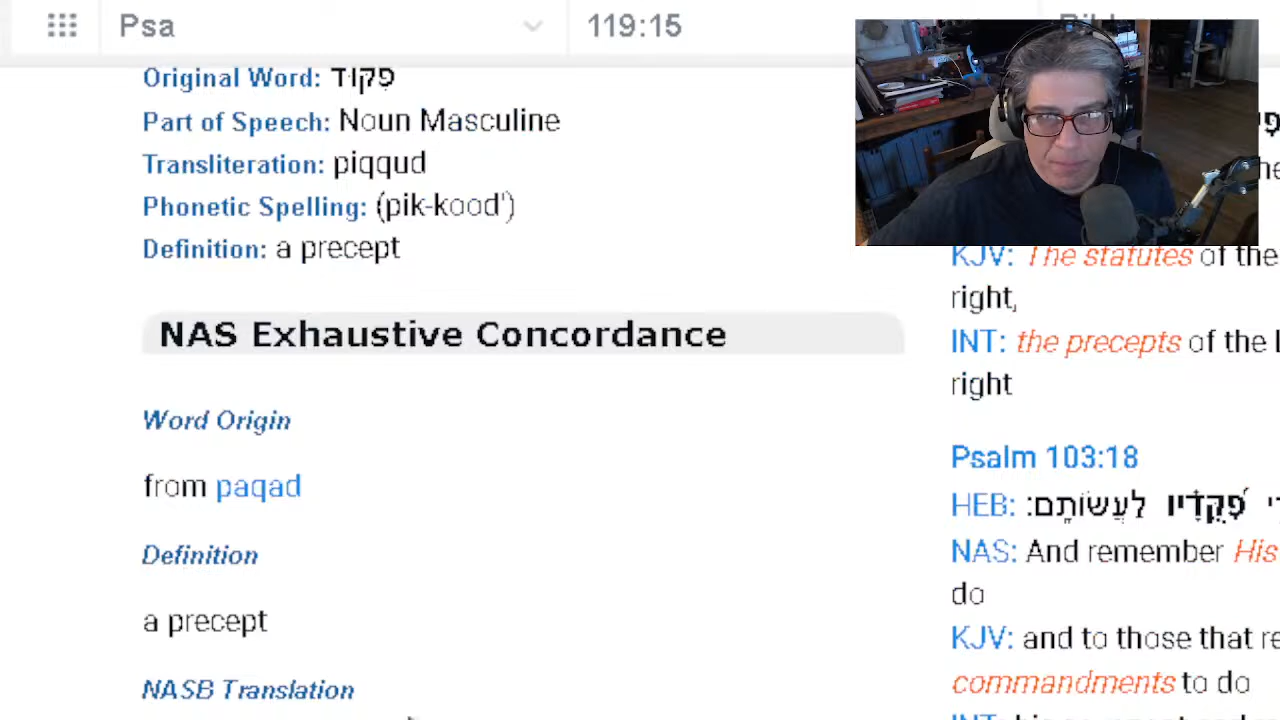 Psa
119:15
Original Word: פִּקּוּד
Part of Speech: Noun Masculine
Transliteration: piqqud
Phonetic Spelling: (pik-kood')
Definition: a precept
NAS Exhaustive Concordance
Word Origin
from paqad
Definition
a precept
NASB Translation
KJV: The statutes of the
right,
INT: the precepts of the
right
Psalm 103:18
HEB: פִ֝קֻּדָ֗יו לַעֲשׂוֹתָֽם׃
NAS: And remember His
do
KJV: and to those that
commandments to do